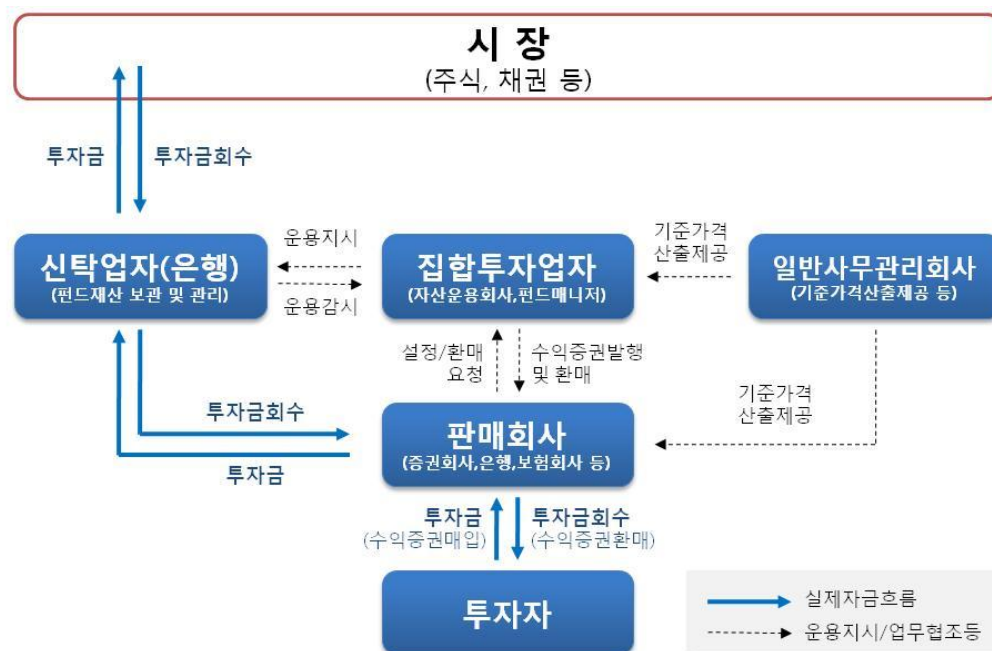 시 장
(주식, 채권 등)
투자금
투자금회수
신탁업자(은행)
(펀드재산 보관 및 관리)
운용지시
운용감시
집합투자업자
(자산운용회사,펀드매니저)
기준가격
산출제공
일반사무관리회사
(기준가격산출제공 등)
설정/환매
요청
수익증권발행
및 환매
기준가격
산출제공
투자금회수
투자금
판매회사
(증권회사,은행,보험회사 등)
투자금
(수익증권매입)
투자금회수
(수익증권환매)
투자자
실제자금흐름
운용지시/업무협조등